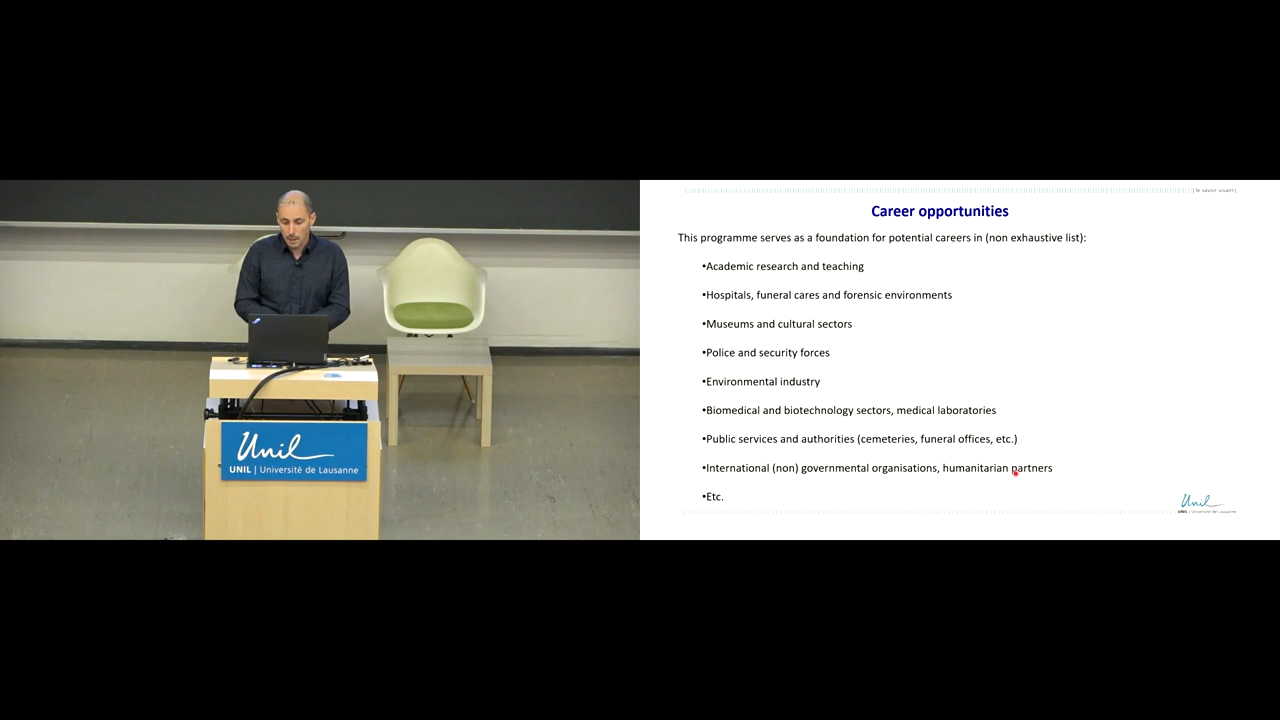 Unil
UNIL | Université de Lausanne
| le savoir vivant |
Career opportunities
This programme serves as a foundation for potential careers in (non exhaustive list):
•Academic research and teaching
•Hospitals, funeral cares and forensic environments
•Museums and cultural sectors
•Police and security forces
•Environmental industry
•Biomedical and biotechnology sectors, medical laboratories
•Public services and authorities (cemeteries, funeral offices, etc.)
•International (non) governmental organisations, humanitarian partners
•Etc.
Unil
UNIL | Université de Lausanne